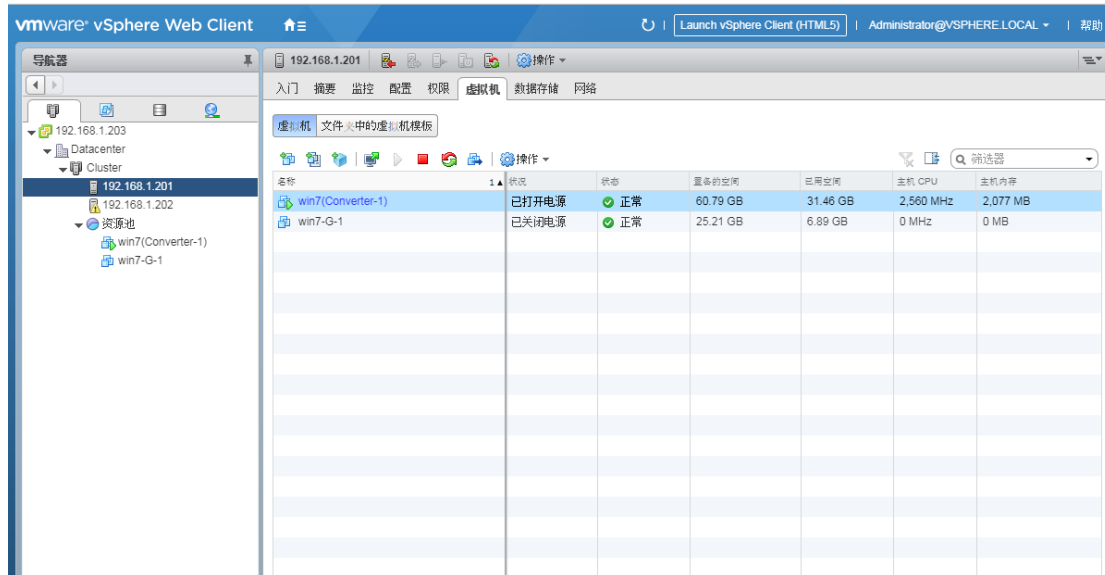 vmware® vSphere Web Client
Launch vSphere Client (HTML5) | Administrator@VSPHERE.LOCAL | 帮助
导航器
192.168.1.203
Datacenter
Cluster
192.168.1.201
192.168.1.202
资源池
win7(Converter-1)
win7-G-1
192.168.1.201 操作
入门 摘要 监控 配置 权限 虚拟机 数据存储 网络
虚拟机 文件夹中的虚拟机模板
操作 筛选器
名称 1 状况 状态 置备的空间 已用空间 主机 CPU 主机内存
win7(Converter-1) 已打开电源 正常 60.79 GB 31.46 GB 2,560 MHz 2,077 MB
win7-G-1 已关闭电源 正常 25.21 GB 6.89 GB 0 MHz 0 MB